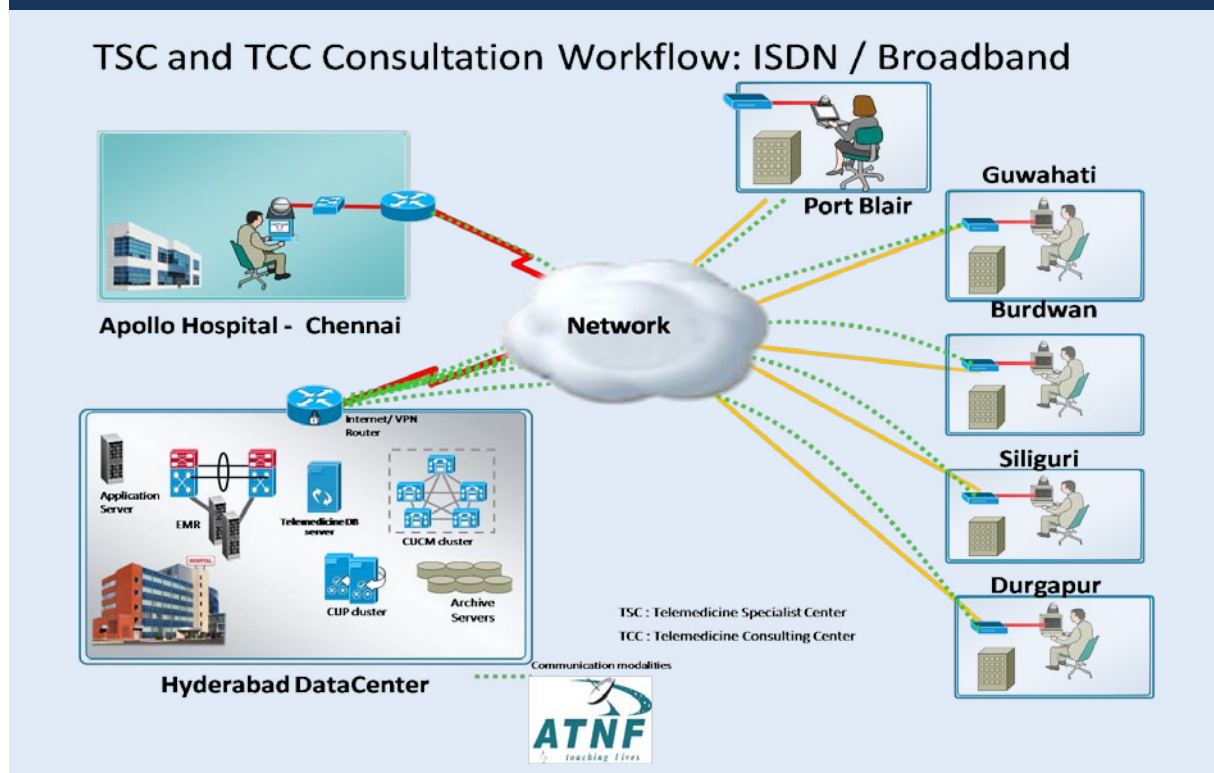 TSC and TCC Consultation Workflow: ISDN / Broadband
Port Blair
Guwahati
Apollo Hospital - Chennai
Network
Burdwan
Internet/ VPN
Router
Application
Server
EMR
TelemedicineDB
server
CUCM cluster
Siliguri
HOSPITAL
CUP cluster
Archive
Servers
Durgapur
TSC : Telemedicine Specialist Center
TCC : Telemedicine Consulting Center
Hyderabad DataCenter
Communication modalities
ATNF
touching lives